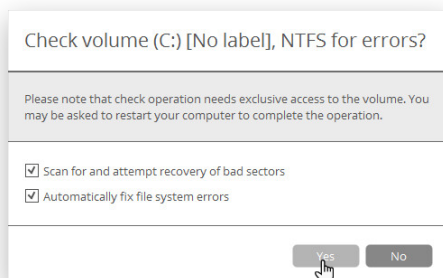 Check volume (C:) [No label], NTFS for errors?
Please note that check operation needs exclusive access to the volume. You
may be asked to restart your computer to complete the operation.
Scan for and attempt recovery of bad sectors
Automatically fix file system errors
Yes No